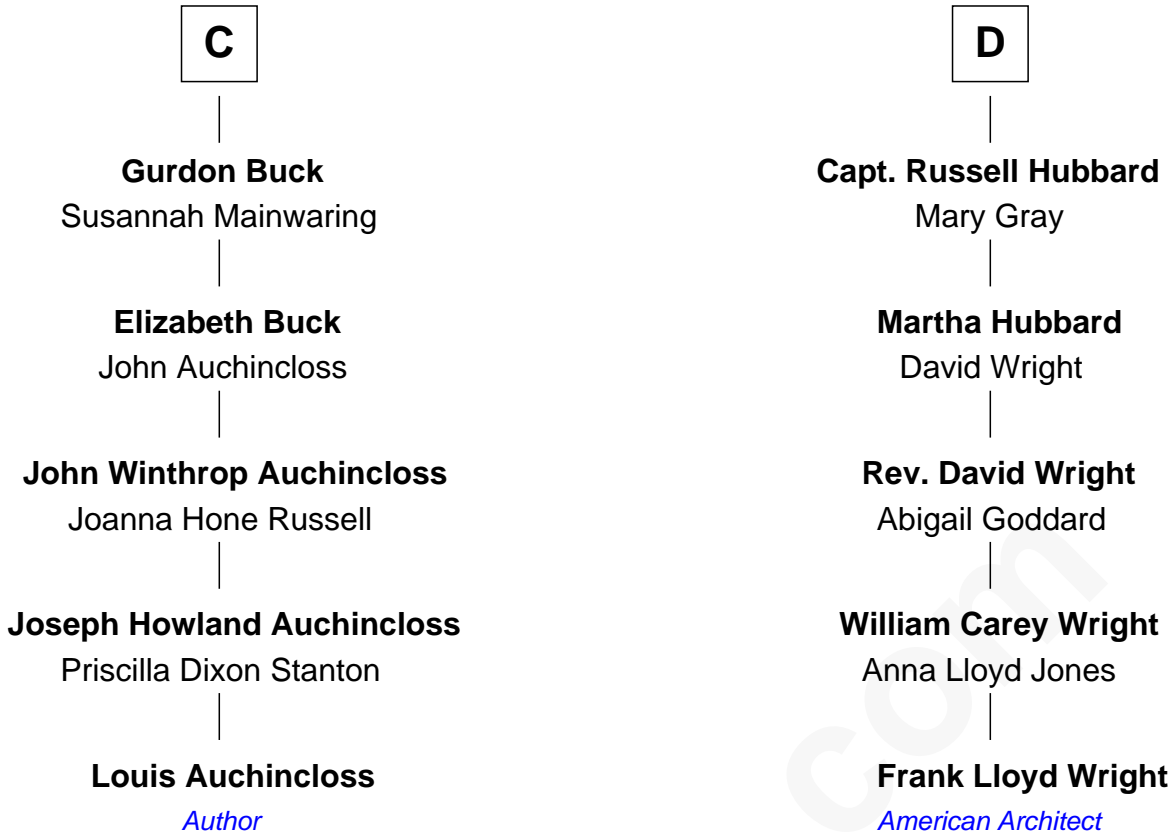 C
Gurdon Buck
Susannah Mainwaring
Elizabeth Buck
John Auchincloss
John Winthrop Auchincloss
Joanna Hone Russell
Joseph Howland Auchincloss
Priscilla Dixon Stanton
Louis Auchincloss
Author
D
Capt. Russell Hubbard
Mary Gray
Martha Hubbard
David Wright
Rev. David Wright
Abigail Goddard
William Carey Wright
Anna Lloyd Jones
Frank Lloyd Wright
American Architect
com